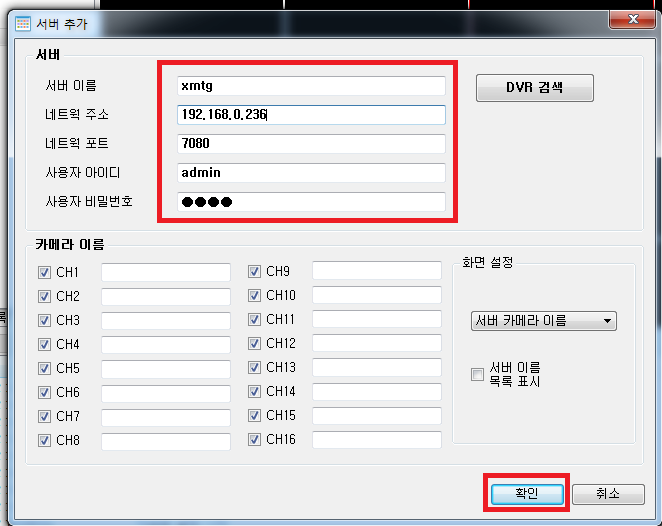 서버 추가
서버
서버 이름 xmtg DVR 검색
네트웍 주소 192.168.0.236
네트웍 포트 7080
사용자 아이디 admin
사용자 비밀번호 ●●●●
카메라 이름
화면 설정
CH1 CH9
CH2 CH10
CH3 CH11
서버 카메라 이름
CH4 CH12
CH5 CH13
서버 이름
목록 표시
CH6 CH14
CH7 CH15
CH8 CH16
확인 취소